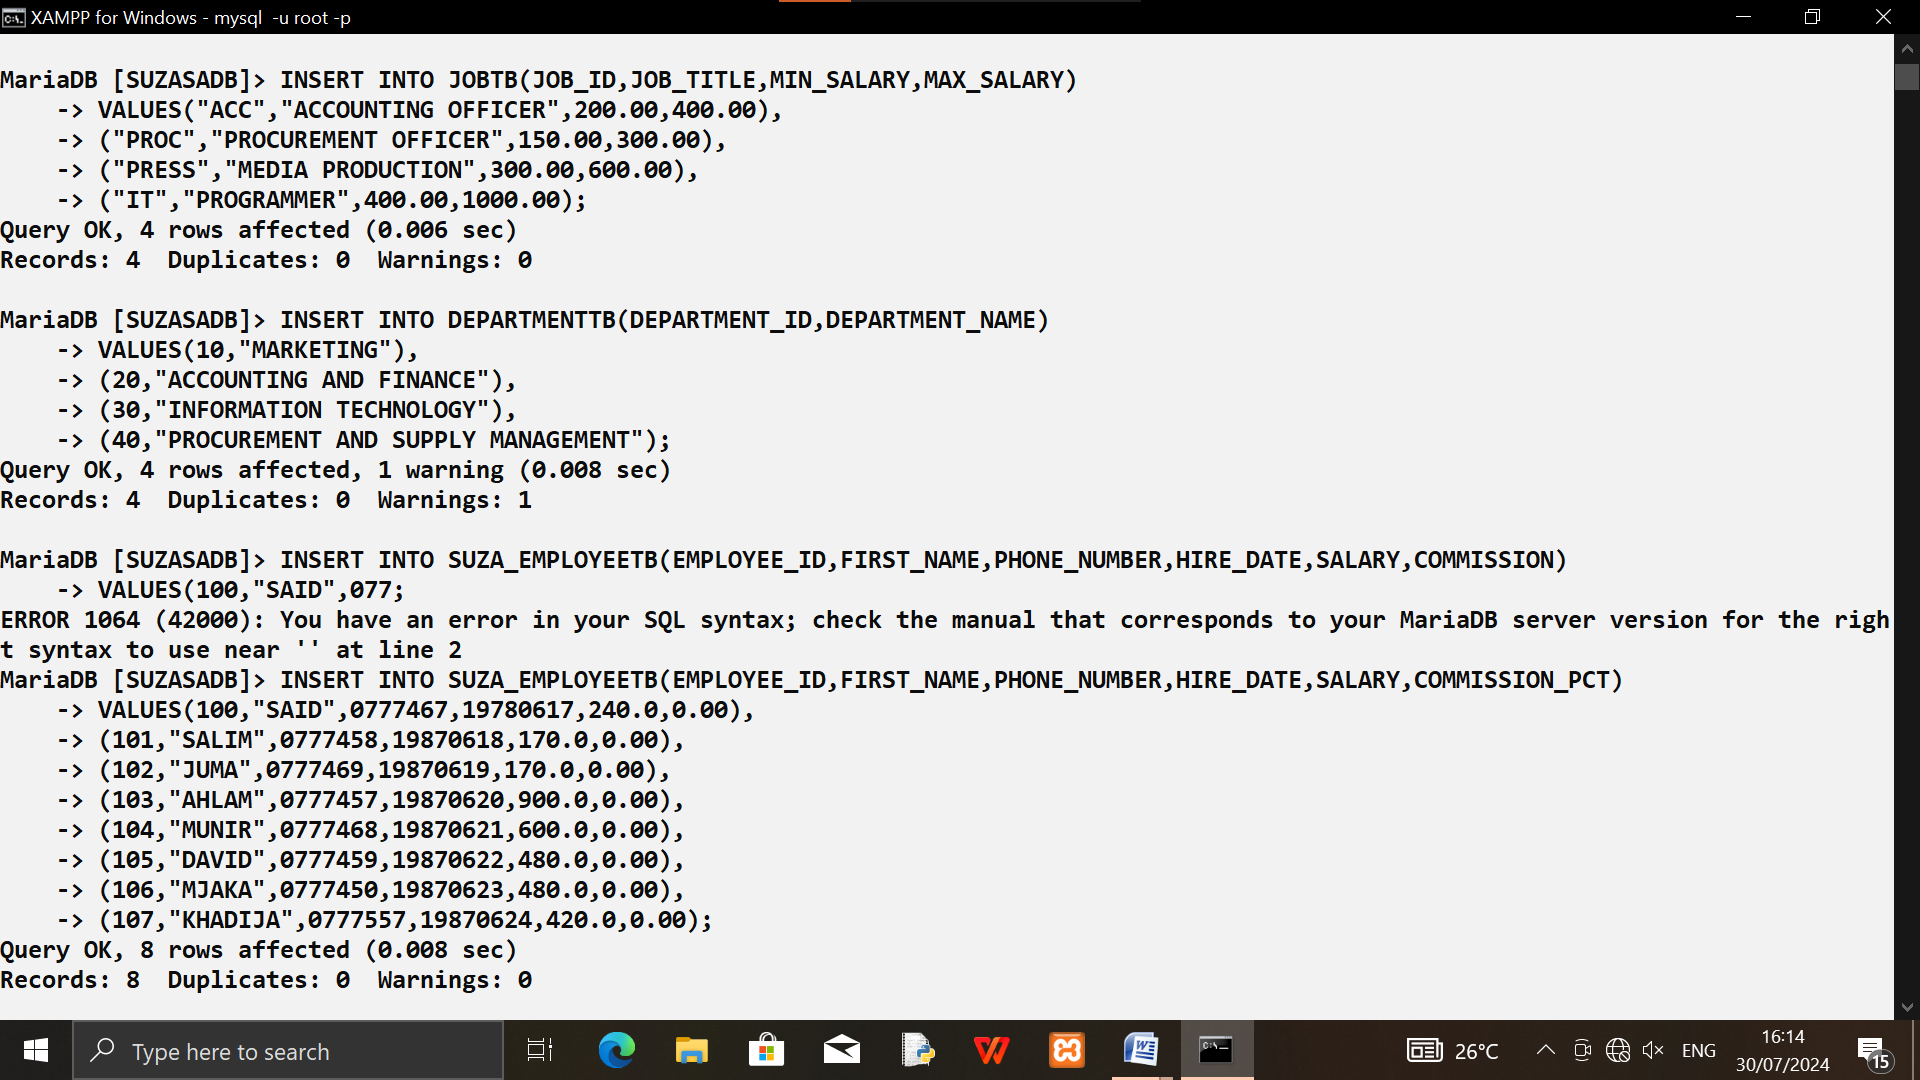 XAMPP for Windows - mysql  -u root -p
MariaDB [SUZASADB]> INSERT INTO JOBTB(JOB_ID,JOB_TITLE,MIN_SALARY,MAX_SALARY)
    -> VALUES("ACC","ACCOUNTING OFFICER",200.00,400.00),
    -> ("PROC","PROCUREMENT OFFICER",150.00,300.00),
    -> ("PRESS","MEDIA PRODUCTION",300.00,600.00),
    -> ("IT","PROGRAMMER",400.00,1000.00);
Query OK, 4 rows affected (0.006 sec)
Records: 4  Duplicates: 0  Warnings: 0
MariaDB [SUZASADB]> INSERT INTO DEPARTMENTTB(DEPARTMENT_ID,DEPARTMENT_NAME)
    -> VALUES(10,"MARKETING"),
    -> (20,"ACCOUNTING AND FINANCE"),
    -> (30,"INFORMATION TECHNOLOGY"),
    -> (40,"PROCUREMENT AND SUPPLY MANAGEMENT");
Query OK, 4 rows affected, 1 warning (0.008 sec)
Records: 4  Duplicates: 0  Warnings: 1
MariaDB [SUZASADB]> INSERT INTO SUZA_EMPLOYEETB(EMPLOYEE_ID,FIRST_NAME,PHONE_NUMBER,HIRE_DATE,SALARY,COMMISSION)
    -> VALUES(100,"SAID",077;
ERROR 1064 (42000): You have an error in your SQL syntax; check the manual that corresponds to your MariaDB server version for the righ
t syntax to use near '' at line 2
MariaDB [SUZASADB]> INSERT INTO SUZA_EMPLOYEETB(EMPLOYEE_ID,FIRST_NAME,PHONE_NUMBER,HIRE_DATE,SALARY,COMMISSION_PCT)
    -> VALUES(100,"SAID",0777467,19780617,240.0,0.00),
    -> (101,"SALIM",0777458,19870618,170.0,0.00),
    -> (102,"JUMA",0777469,19870619,170.0,0.00),
    -> (103,"AHLAM",0777457,19870620,900.0,0.00),
    -> (104,"MUNIR",0777468,19870621,600.0,0.00),
    -> (105,"DAVID",0777459,19870622,480.0,0.00),
    -> (106,"MJAKA",0777450,19870623,480.0,0.00),
    -> (107,"KHADIJA",0777557,19870624,420.0,0.00);
Query OK, 8 rows affected (0.008 sec)
Records: 8  Duplicates: 0  Warnings: 0
Type here to search
26°C
ENG
16:14
30/07/2024
15